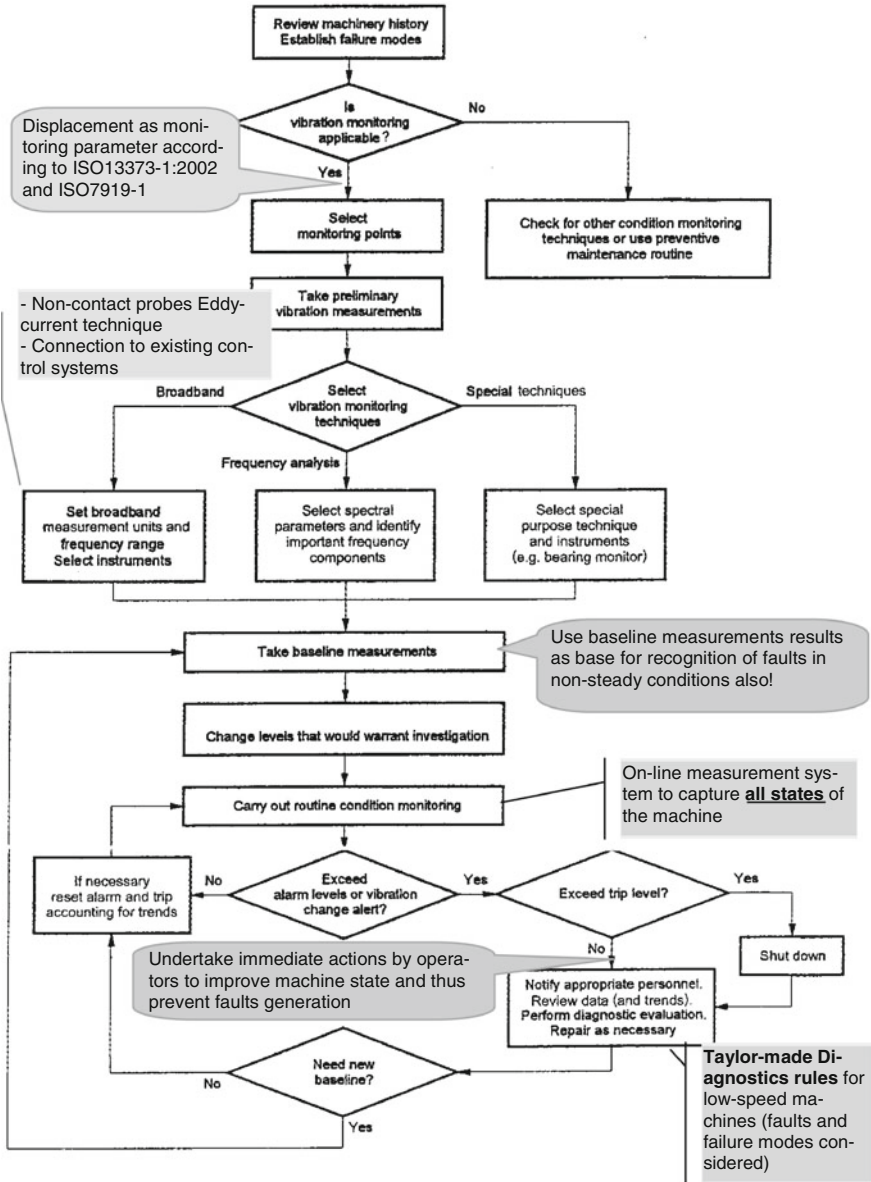 Review machinery history
Establish failure modes
Is
vibration monitoring
applicable?
No
Displacement as moni-
toring parameter accord-
ing to ISO13373-1:2002
and ISO7919-1
Yes
Select
monitoring points
Check for other condition monitoring
techniques or use preventive
maintenance routine
Take preliminary
vibration measurements
- Non-contact probes Eddy-
current technique
- Connection to existing con-
trol systems
Broadband
Select
vibration monitoring
techniques
Special techniques
Frequency analysis
Set broadband
measurement units and
frequency range
Select instruments
Select spectral
parameters and identify
important frequency
components
Select special
purpose technique
and instruments
(e.g. bearing monitor)
Take baseline measurements
Use baseline measurements results
as base for recognition of faults in
non-steady conditions also!
Change levels that would warrant investigation
On-line measurement sys-
tem to capture all states of
the machine
Carry out routine condition monitoring
If necessary
reset alarm and trip
accounting for trends
No
Exceed
alarm levels or vibration
change alert?
Yes
Exceed trip level?
Yes
No
Shut down
Undertake immediate actions by opera-
tors to improve machine state and thus
prevent faults generation
Notify appropriate personnel.
Review data (and trends).
Perform diagnostic evaluation.
Repair as necessary
Need new
baseline?
No
Yes
Taylor-made Di-
agnostics rules for
low-speed ma-
chines (faults and
failure modes con-
sidered)